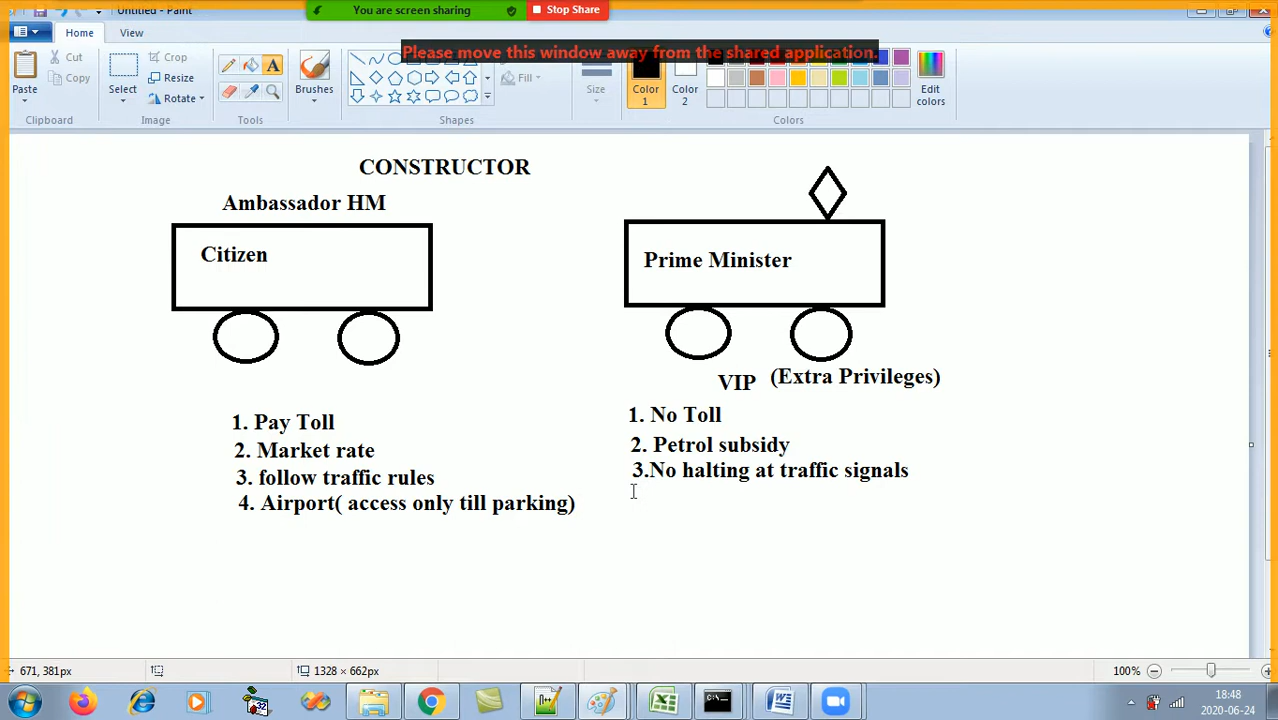 Untitled - Paint
You are screen sharing
Stop Share
Home
View
Please move this window away from the shared application.
Paste
Cut
Copy
Clipboard
Select
Crop
Resize
Rotate
Image
Tools
Brushes
Shapes
Fill
Size
Color 1
Color 2
Edit colors
Colors
CONSTRUCTOR
Ambassador HM
Citizen
1. Pay Toll
2. Market rate
3. follow traffic rules
4. Airport( access only till parking)
Prime Minister
VIP (Extra Privileges)
1. No Toll
2. Petrol subsidy
3.No halting at traffic signals
671, 381px
1328 × 662px
100%
32
18:48
2020-06-24